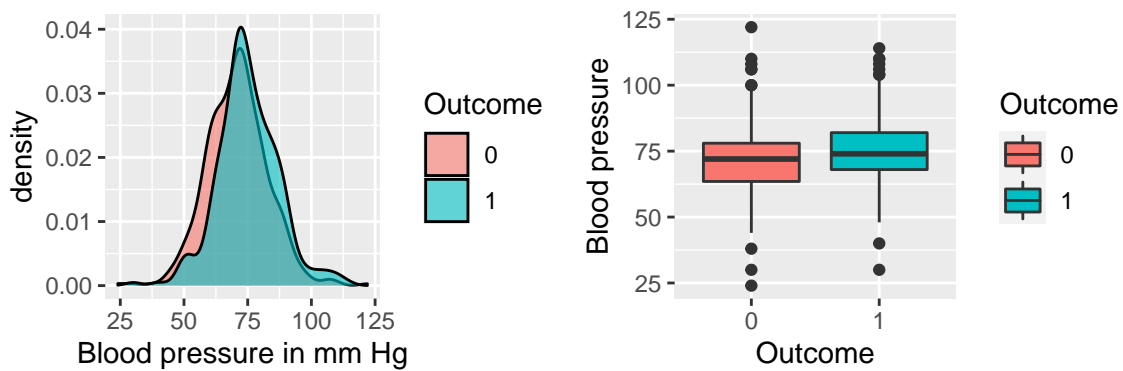 0.04
0.03
0.02
0.01
0.00
density
25 50 75 100 125
Blood pressure in mm Hg
Outcome
0
1
125
100
75
50
25
Blood pressure
0 1
Outcome
Outcome
0
1